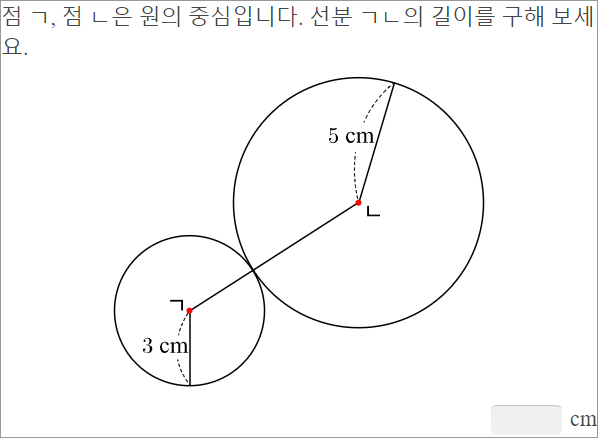 점 ㄱ, 점 ㄴ은 원의 중심입니다. 선분 ㄱㄴ의 길이를 구해 보세
요.
5 cm
ㄴ
ㄱ
3 cm
cm